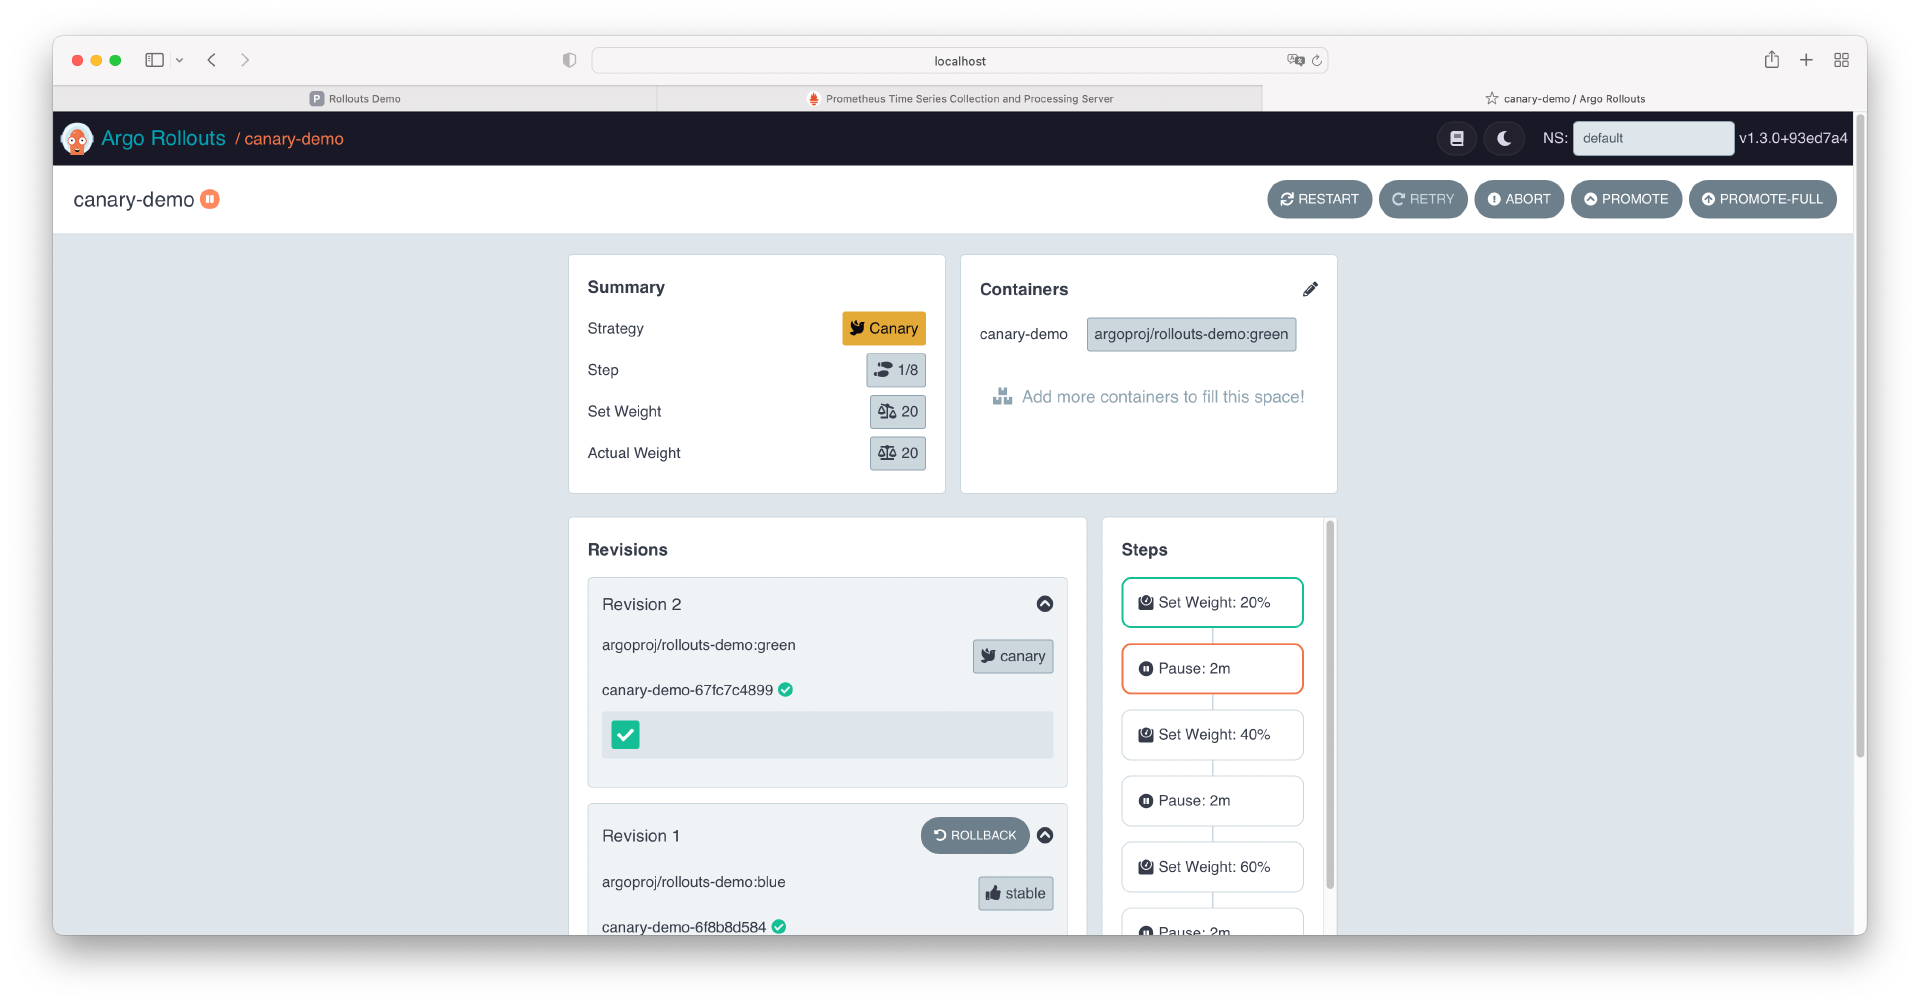 localhost
P Rollouts Demo
Prometheus Time Series Collection and Processing Server
canary-demo / Argo Rollouts
Argo Rollouts / canary-demo
NS: default v1.3.0+93ed7a4
canary-demo
RESTART
RETRY
ABORT
PROMOTE
PROMOTE-FULL
Summary
Strategy Canary
Step 1/8
Set Weight 20
Actual Weight 20
Containers
canary-demo argoproj/rollouts-demo:green
Add more containers to fill this space!
Revisions
Revision 2
argoproj/rollouts-demo:green
canary
canary-demo-67fc7c4899
Revision 1 ROLLBACK
argoproj/rollouts-demo:blue
stable
canary-demo-6f8b8d584
Steps
Set Weight: 20%
Pause: 2m
Set Weight: 40%
Pause: 2m
Set Weight: 60%
Pause: 2m